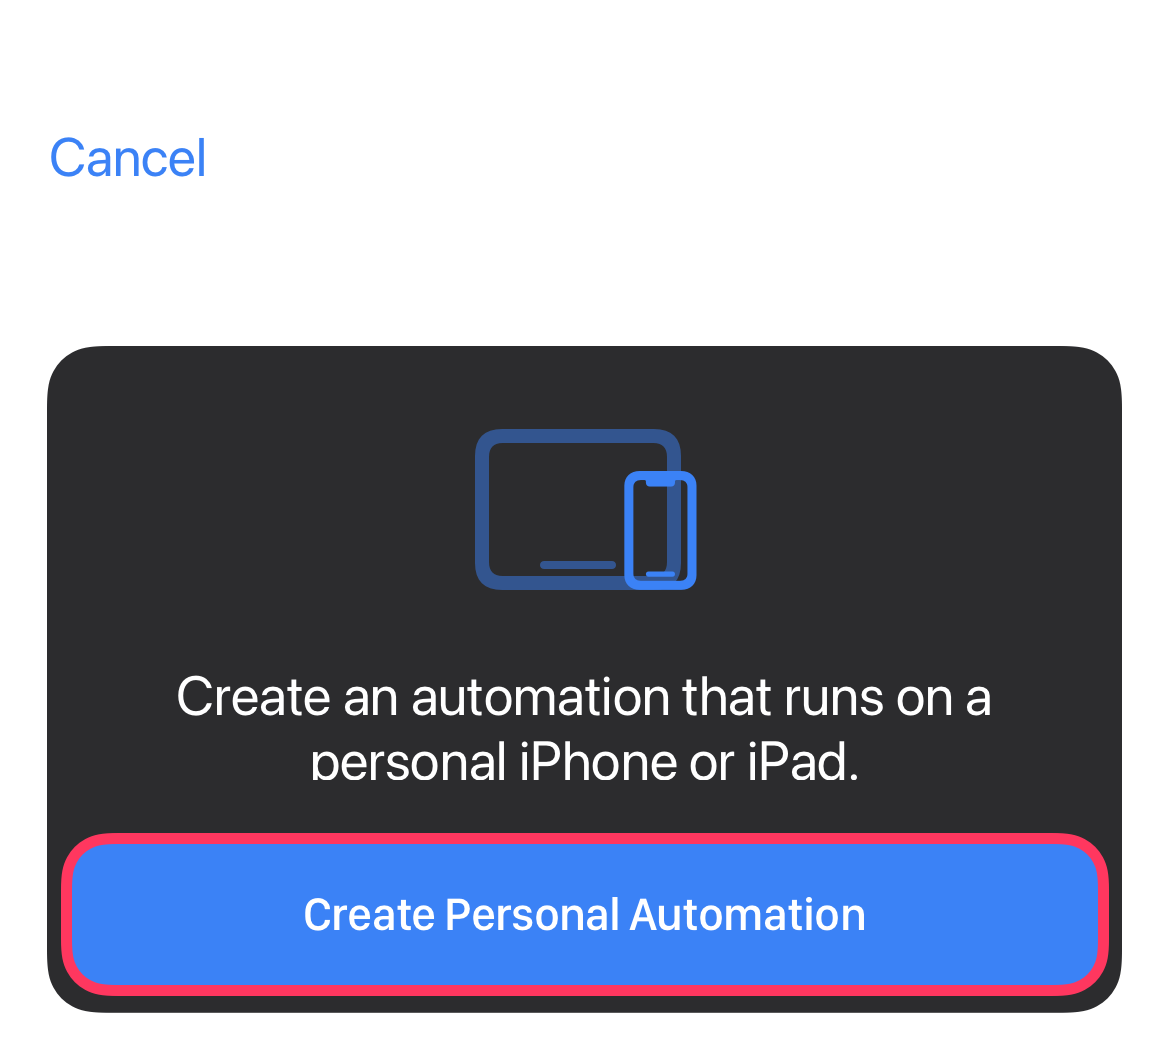 Cancel
Create an automation that runs on a
personal iPhone or iPad.
Create Personal Automation